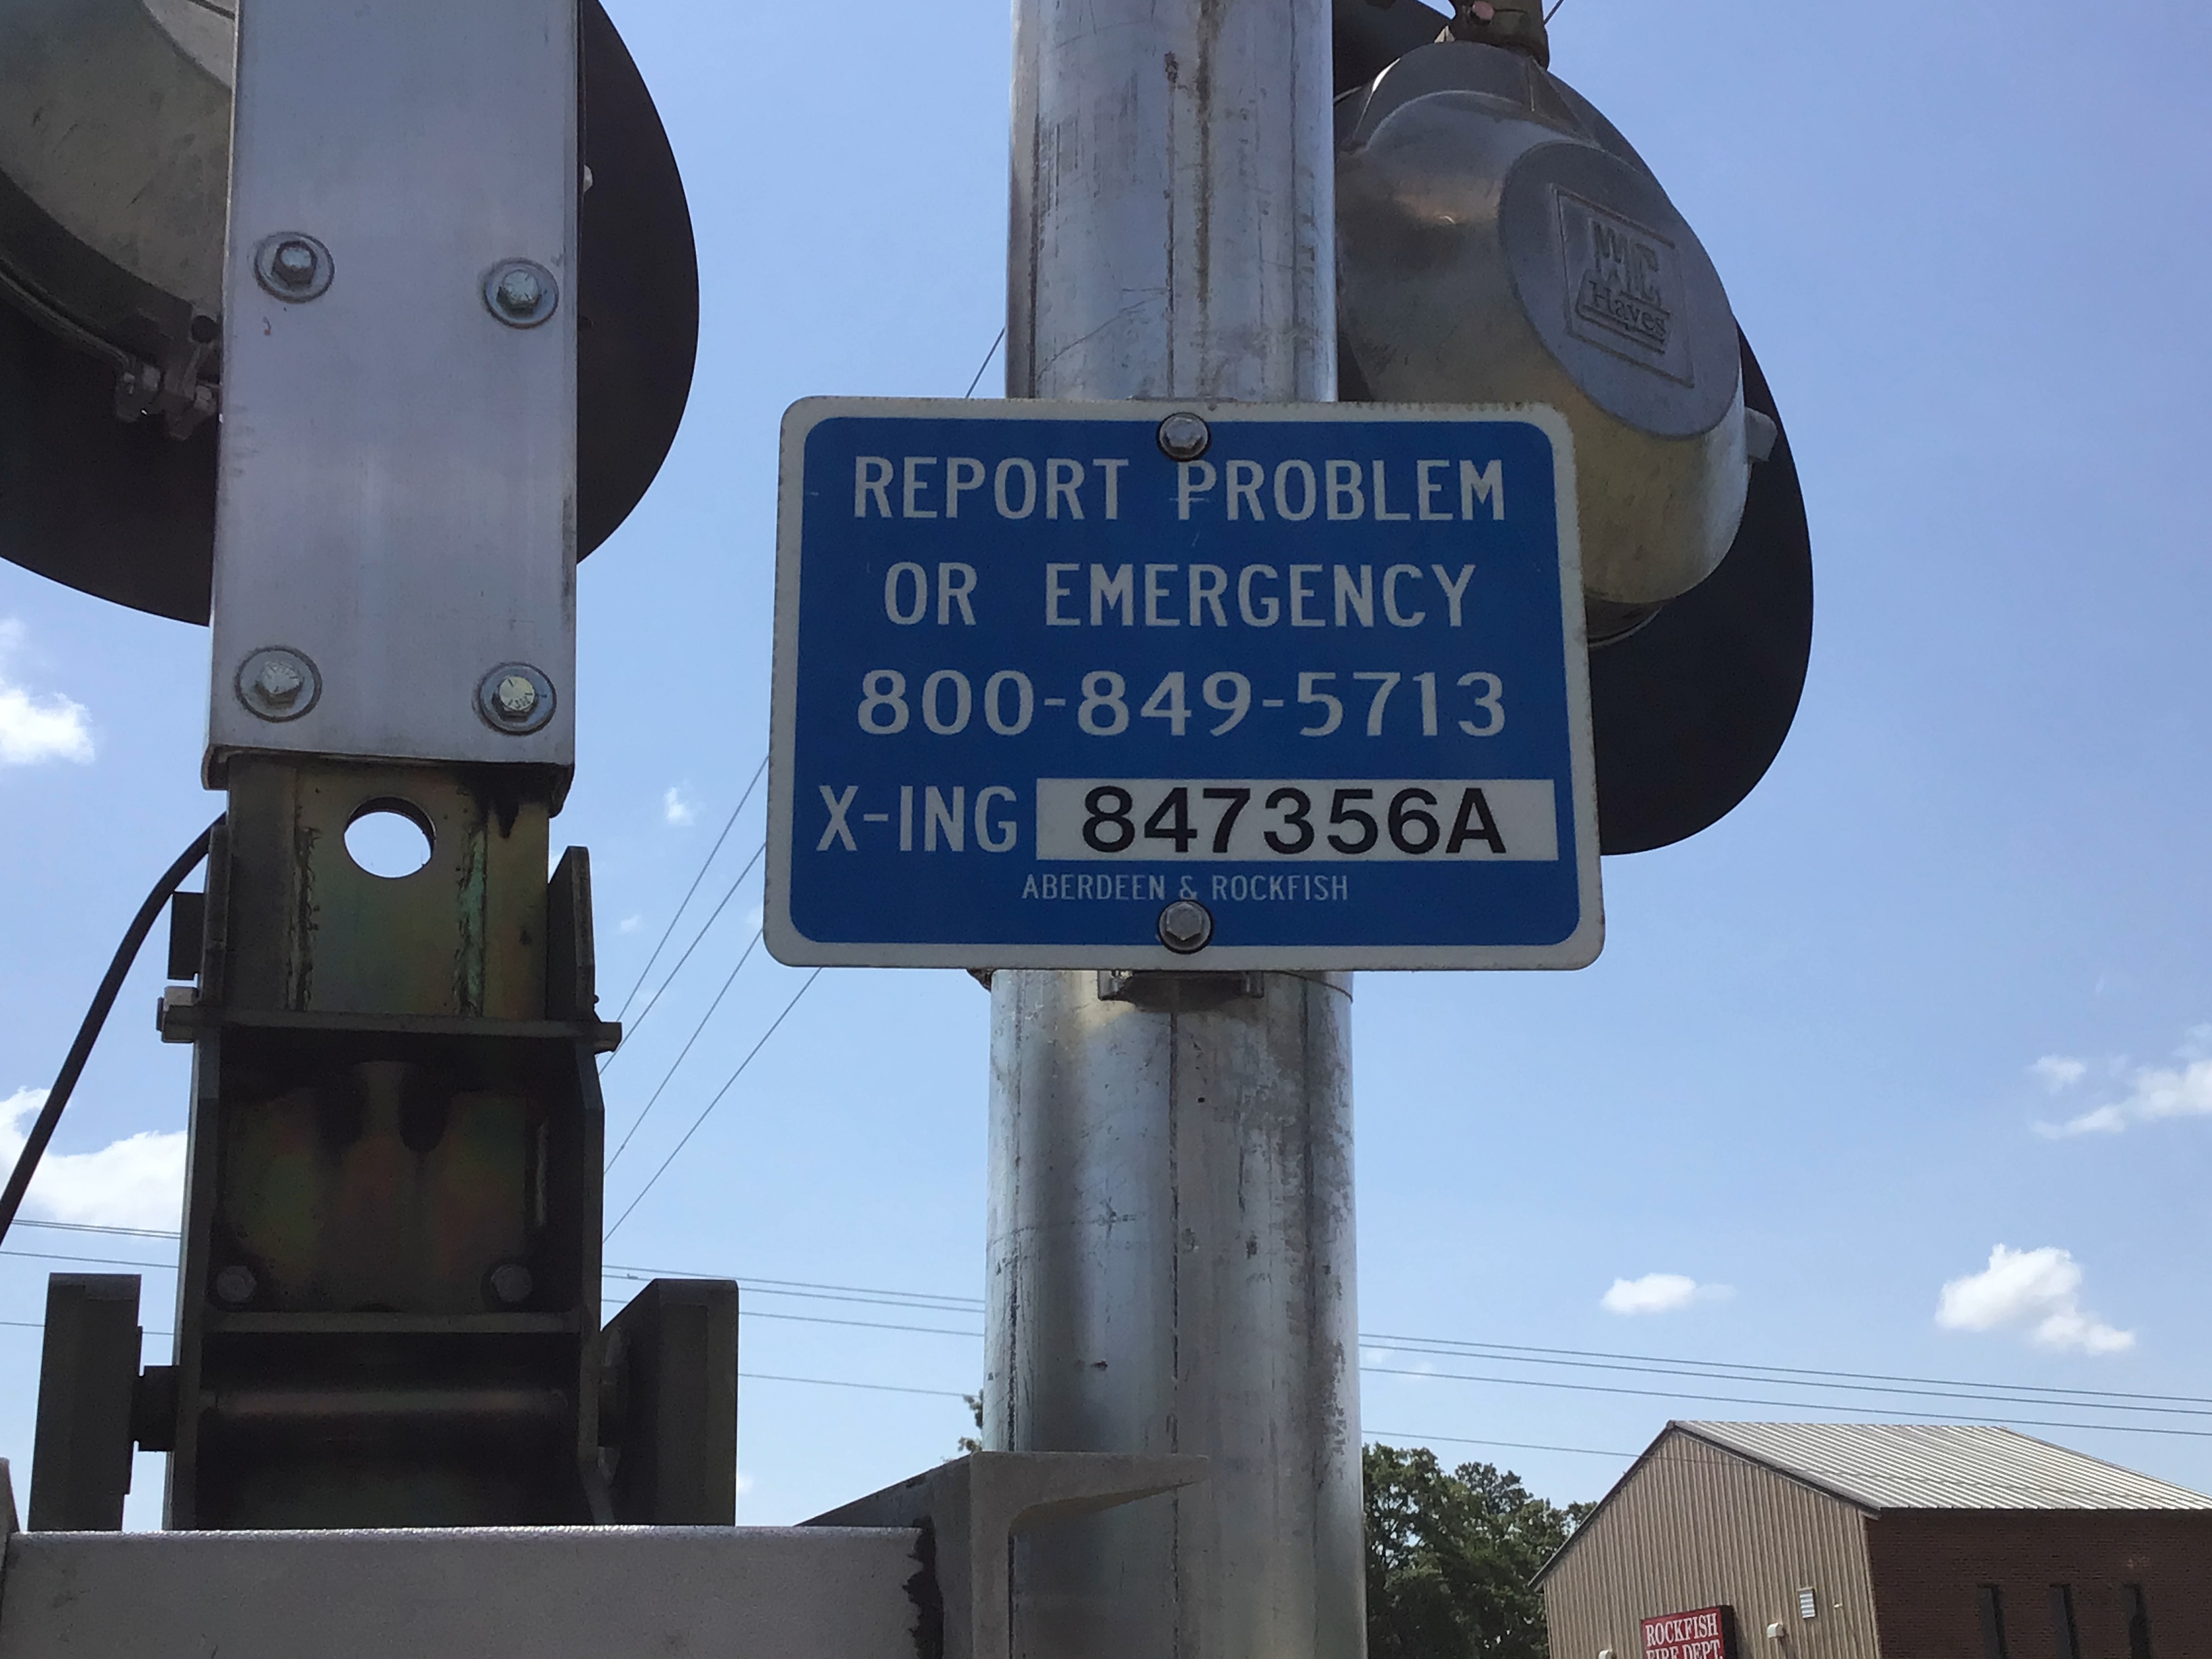 REPORT PROBLEM
OR EMERGENCY
800-849-5713
X-ING 847356A
ABERDEEN & ROCKFISH
Hayes
ROCKFISH
FIRE DEPT.